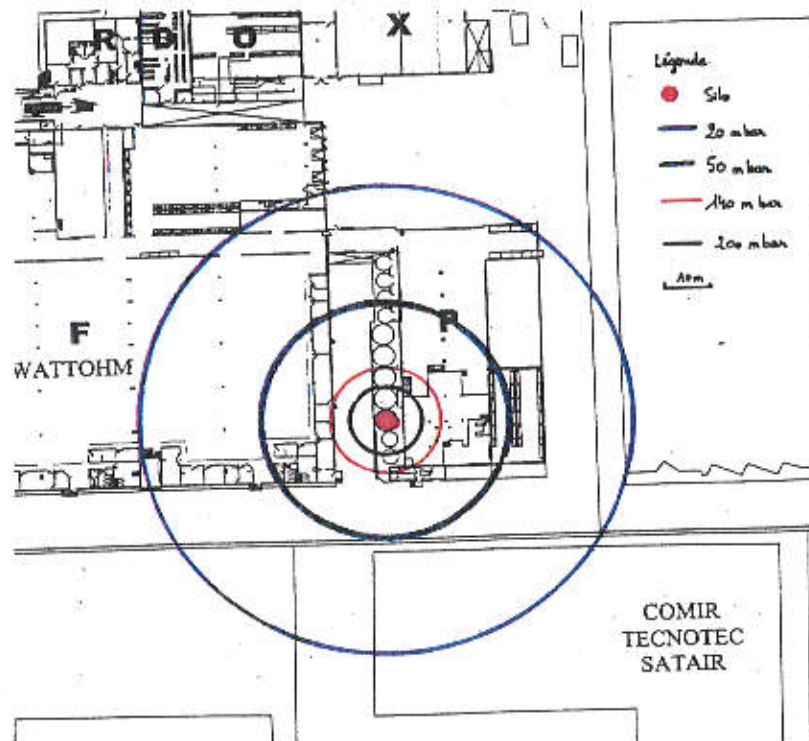 R D O
X
Légende
Silo
20 mbar
50 mbar
140 mbar
200 mbar
10m
P
F
WATTOHM
COMIR
TECNOTEC
SATAIR